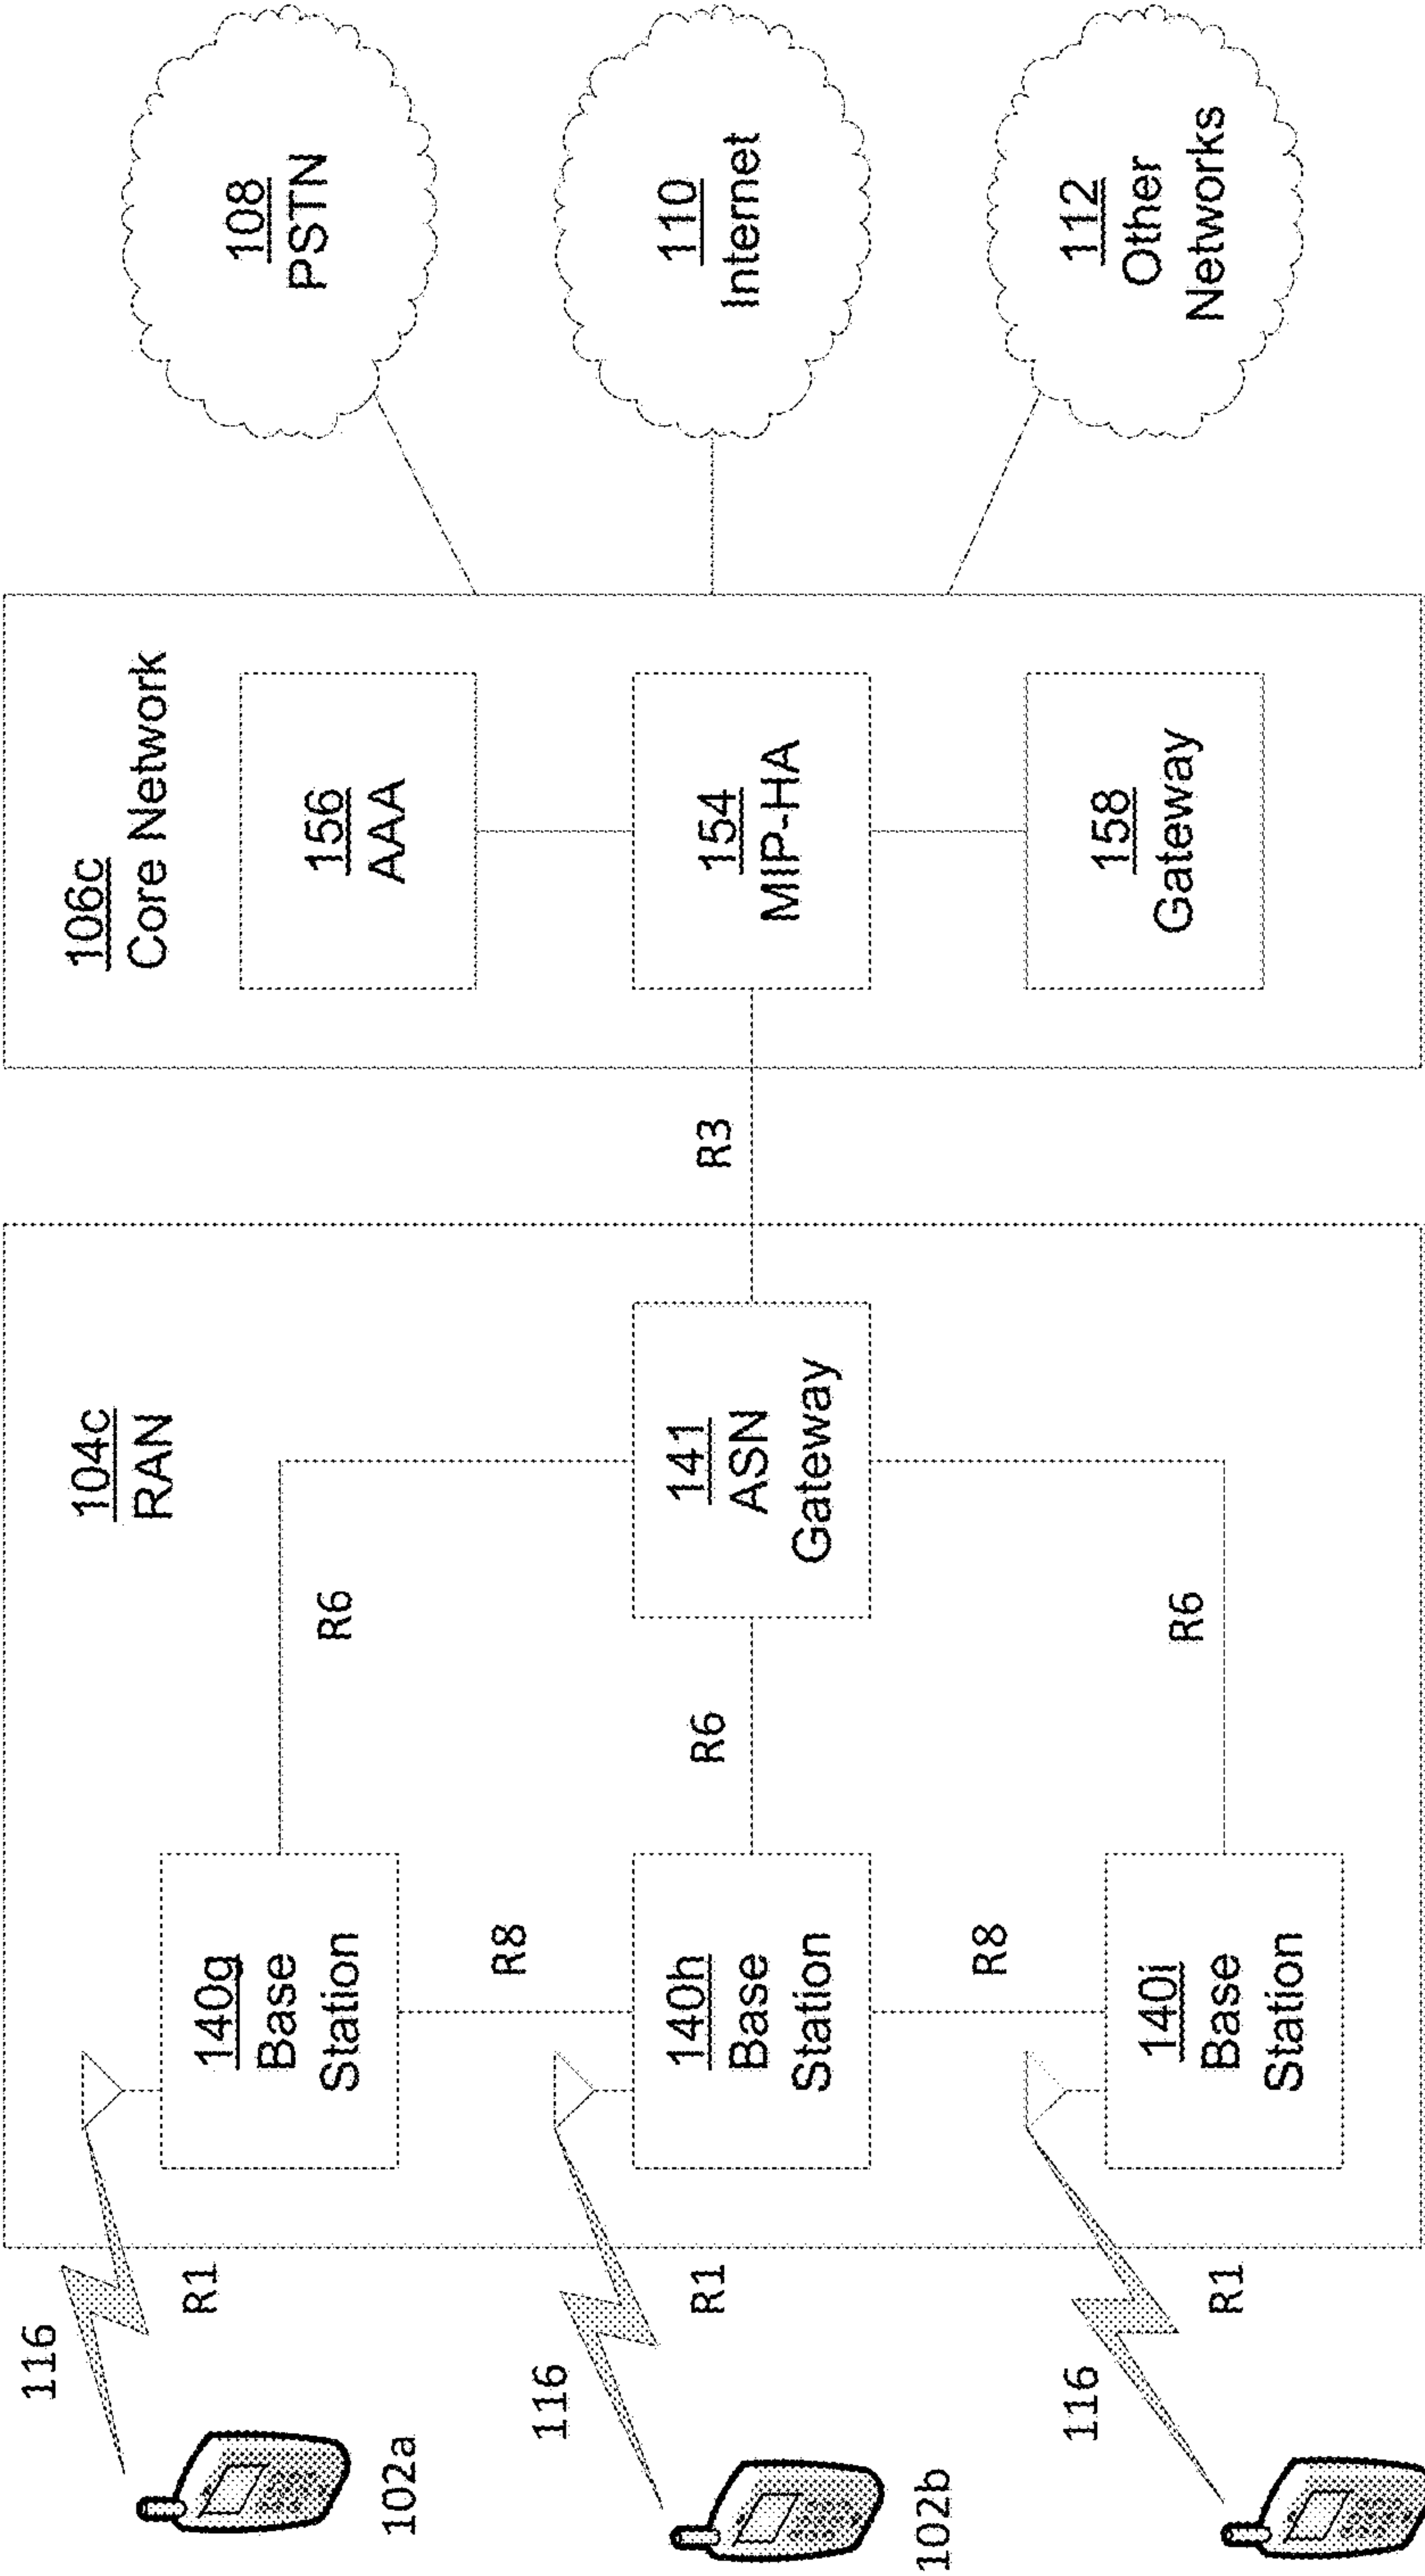 116
R1
102a
116
R1
102b
116
R1
104c
RAN
140g
Base
Station
R8
140h
Base
Station
R8
140i
Base
Station
R6
R6
R6
141
ASN
Gateway
R3
106c
Core Network
156
AAA
154
MIP-HA
158
Gateway
108
PSTN
110
Internet
112
Other
Networks